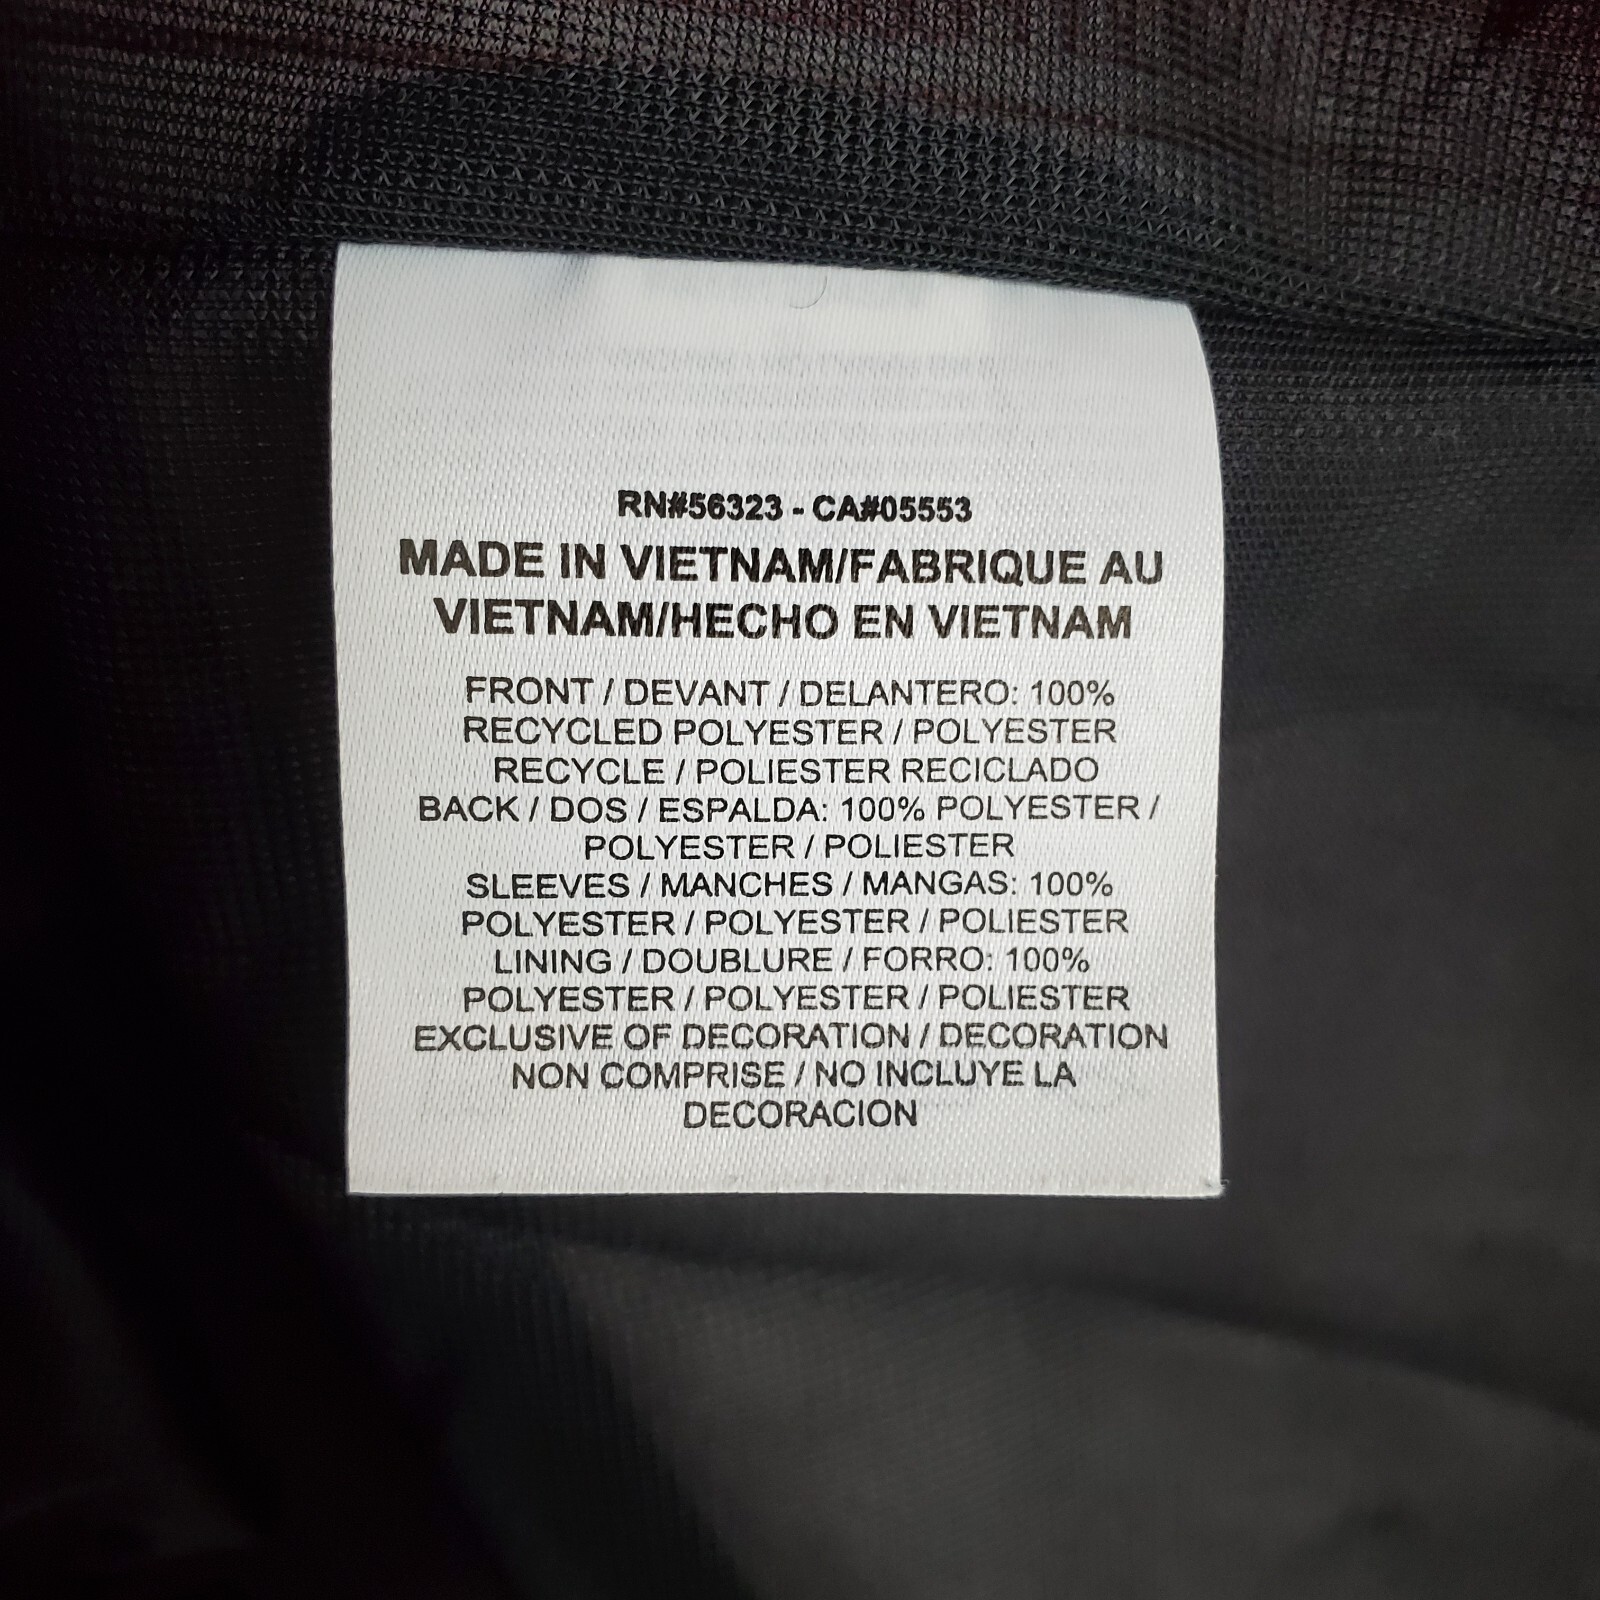 RN#56323 - CA#05553
MADE IN VIETNAM/FABRIQUE AU
VIETNAM/HECHO EN VIETNAM
FRONT / DEVANT / DELANTERO: 100%
RECYCLED POLYESTER / POLYESTER
RECYCLE / POLIESTER RECICLADO
BACK / DOS / ESPALDA: 100% POLYESTER /
POLYESTER / POLIESTER
SLEEVES / MANCHES / MANGAS: 100%
POLYESTER / POLYESTER / POLIESTER
LINING / DOUBLURE / FORRO: 100%
POLYESTER / POLYESTER / POLIESTER
EXCLUSIVE OF DECORATION / DECORATION
NON COMPRISE / NO INCLUYE LA
DECORACION